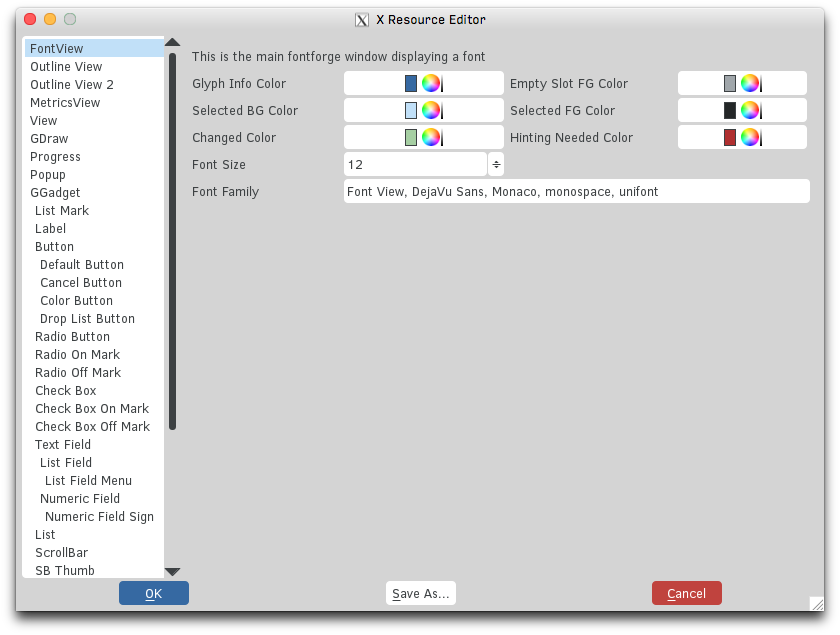 X Resource Editor
FontView
Outline View
Outline View 2
MetricsView
View
GDraw
Progress
Popup
GGadget
List Mark
Label
Button
Default Button
Cancel Button
Color Button
Drop List Button
Radio Button
Radio On Mark
Radio Off Mark
Check Box
Check Box On Mark
Check Box Off Mark
Text Field
List Field
List Field Menu
Numeric Field
Numeric Field Sign
List
ScrollBar
SB Thumb
This is the main fontforge window displaying a font
Glyph Info Color
Empty Slot FG Color
Selected BG Color
Selected FG Color
Changed Color
Hinting Needed Color
Font Size
12
Font Family
Font View, DejaVu Sans, Monaco, monospace, unifont
OK
Save As...
Cancel